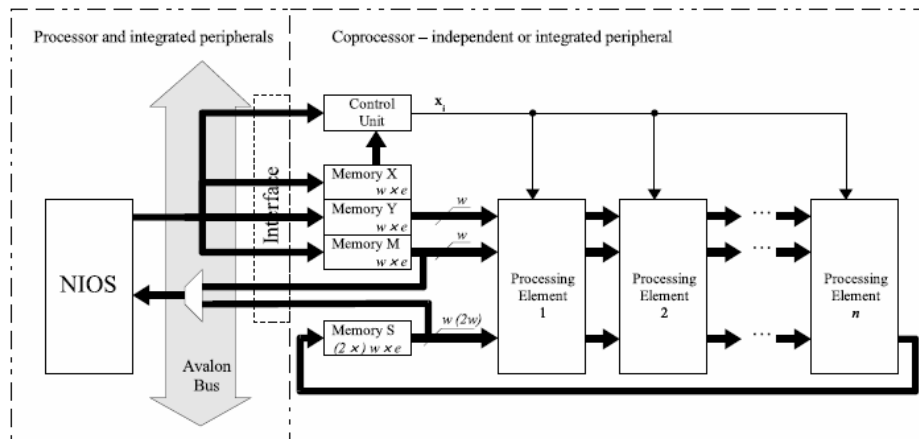 Processor and integrated peripherals
Coprocessor – independent or integrated peripheral
Control
Unit
x_i
Interface
Memory X
w × e
Memory Y
w × e
Memory M
w × e
w
w
NIOS
Processing
Element
1
Processing
Element
2
...
...
...
Processing
Element
n
Memory S
(2 ×) w × e
w (2w)
Avalon
Bus